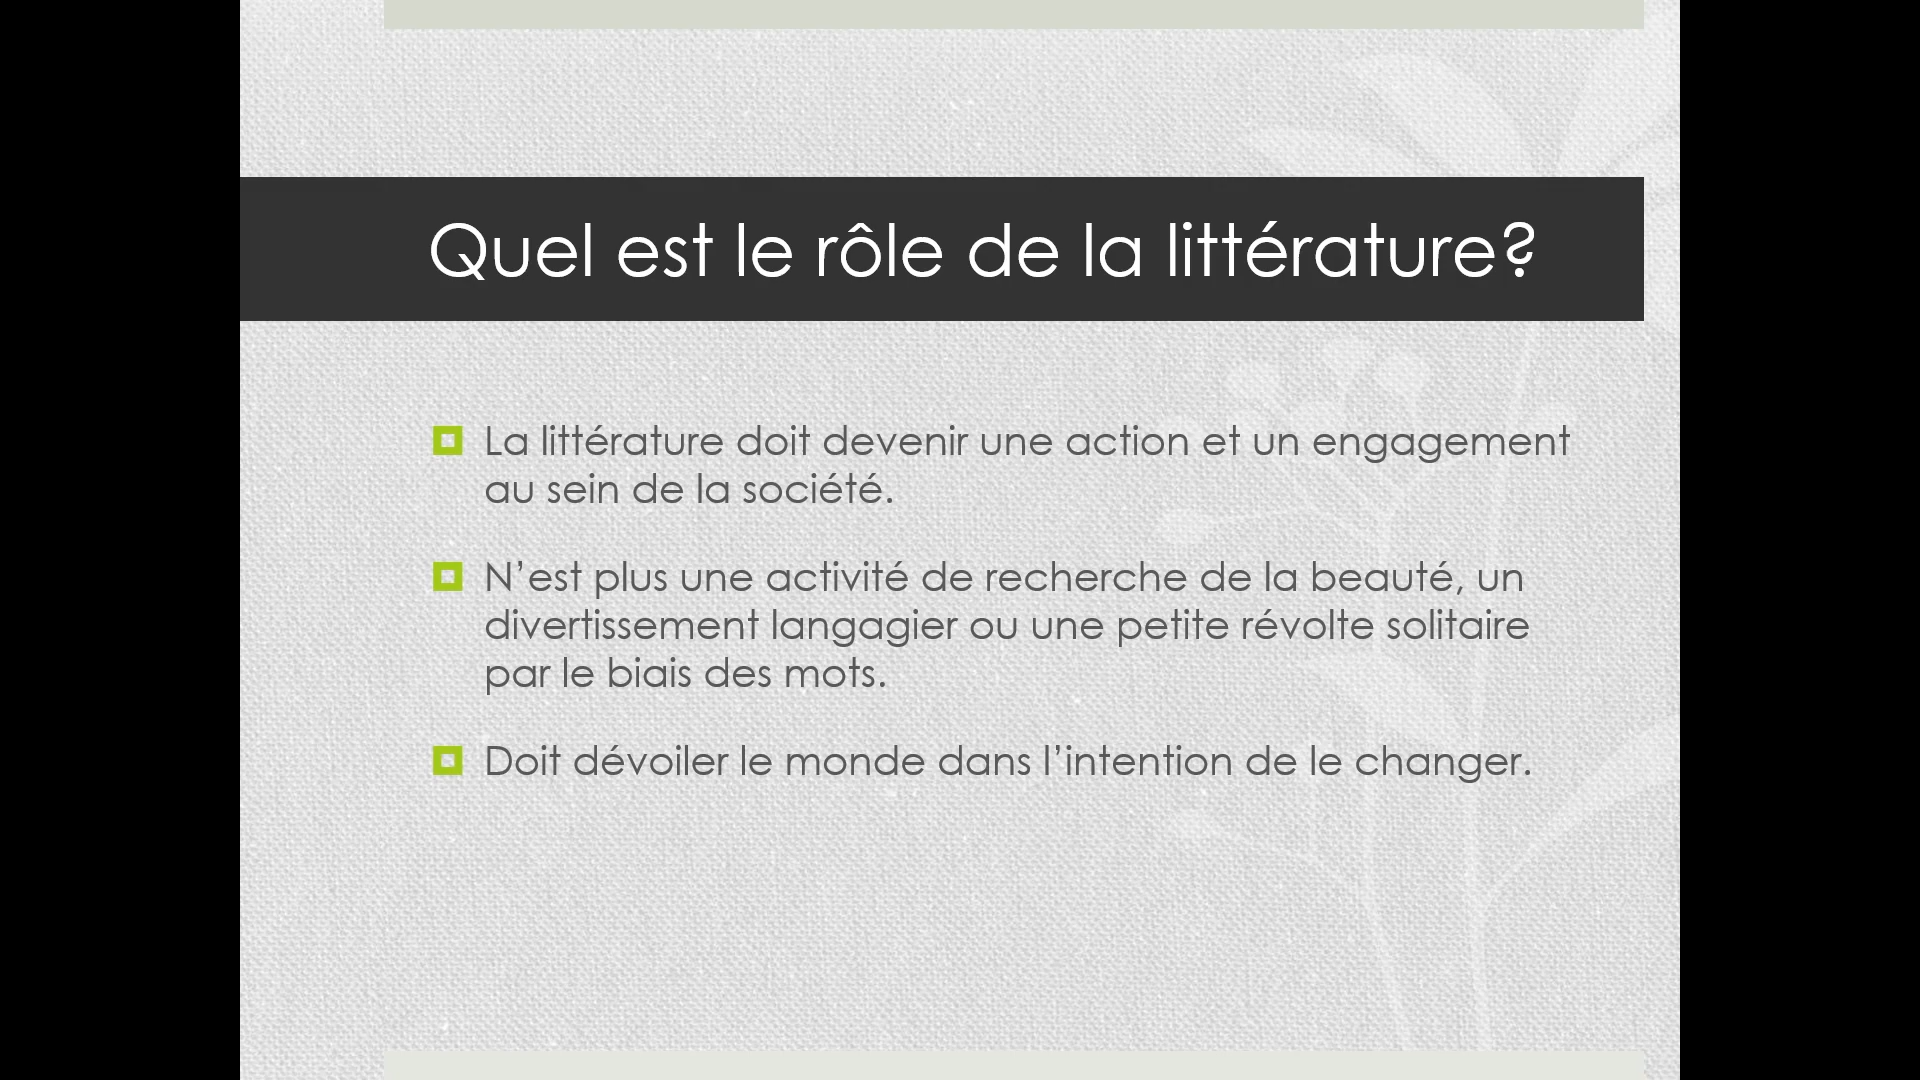 Quel est le rôle de la littérature?
La littérature doit devenir une action et un engagement
au sein de la société.
N’est plus une activité de recherche de la beauté, un
divertissement langagier ou une petite révolte solitaire
par le biais des mots.
Doit dévoiler le monde dans l’intention de le changer.